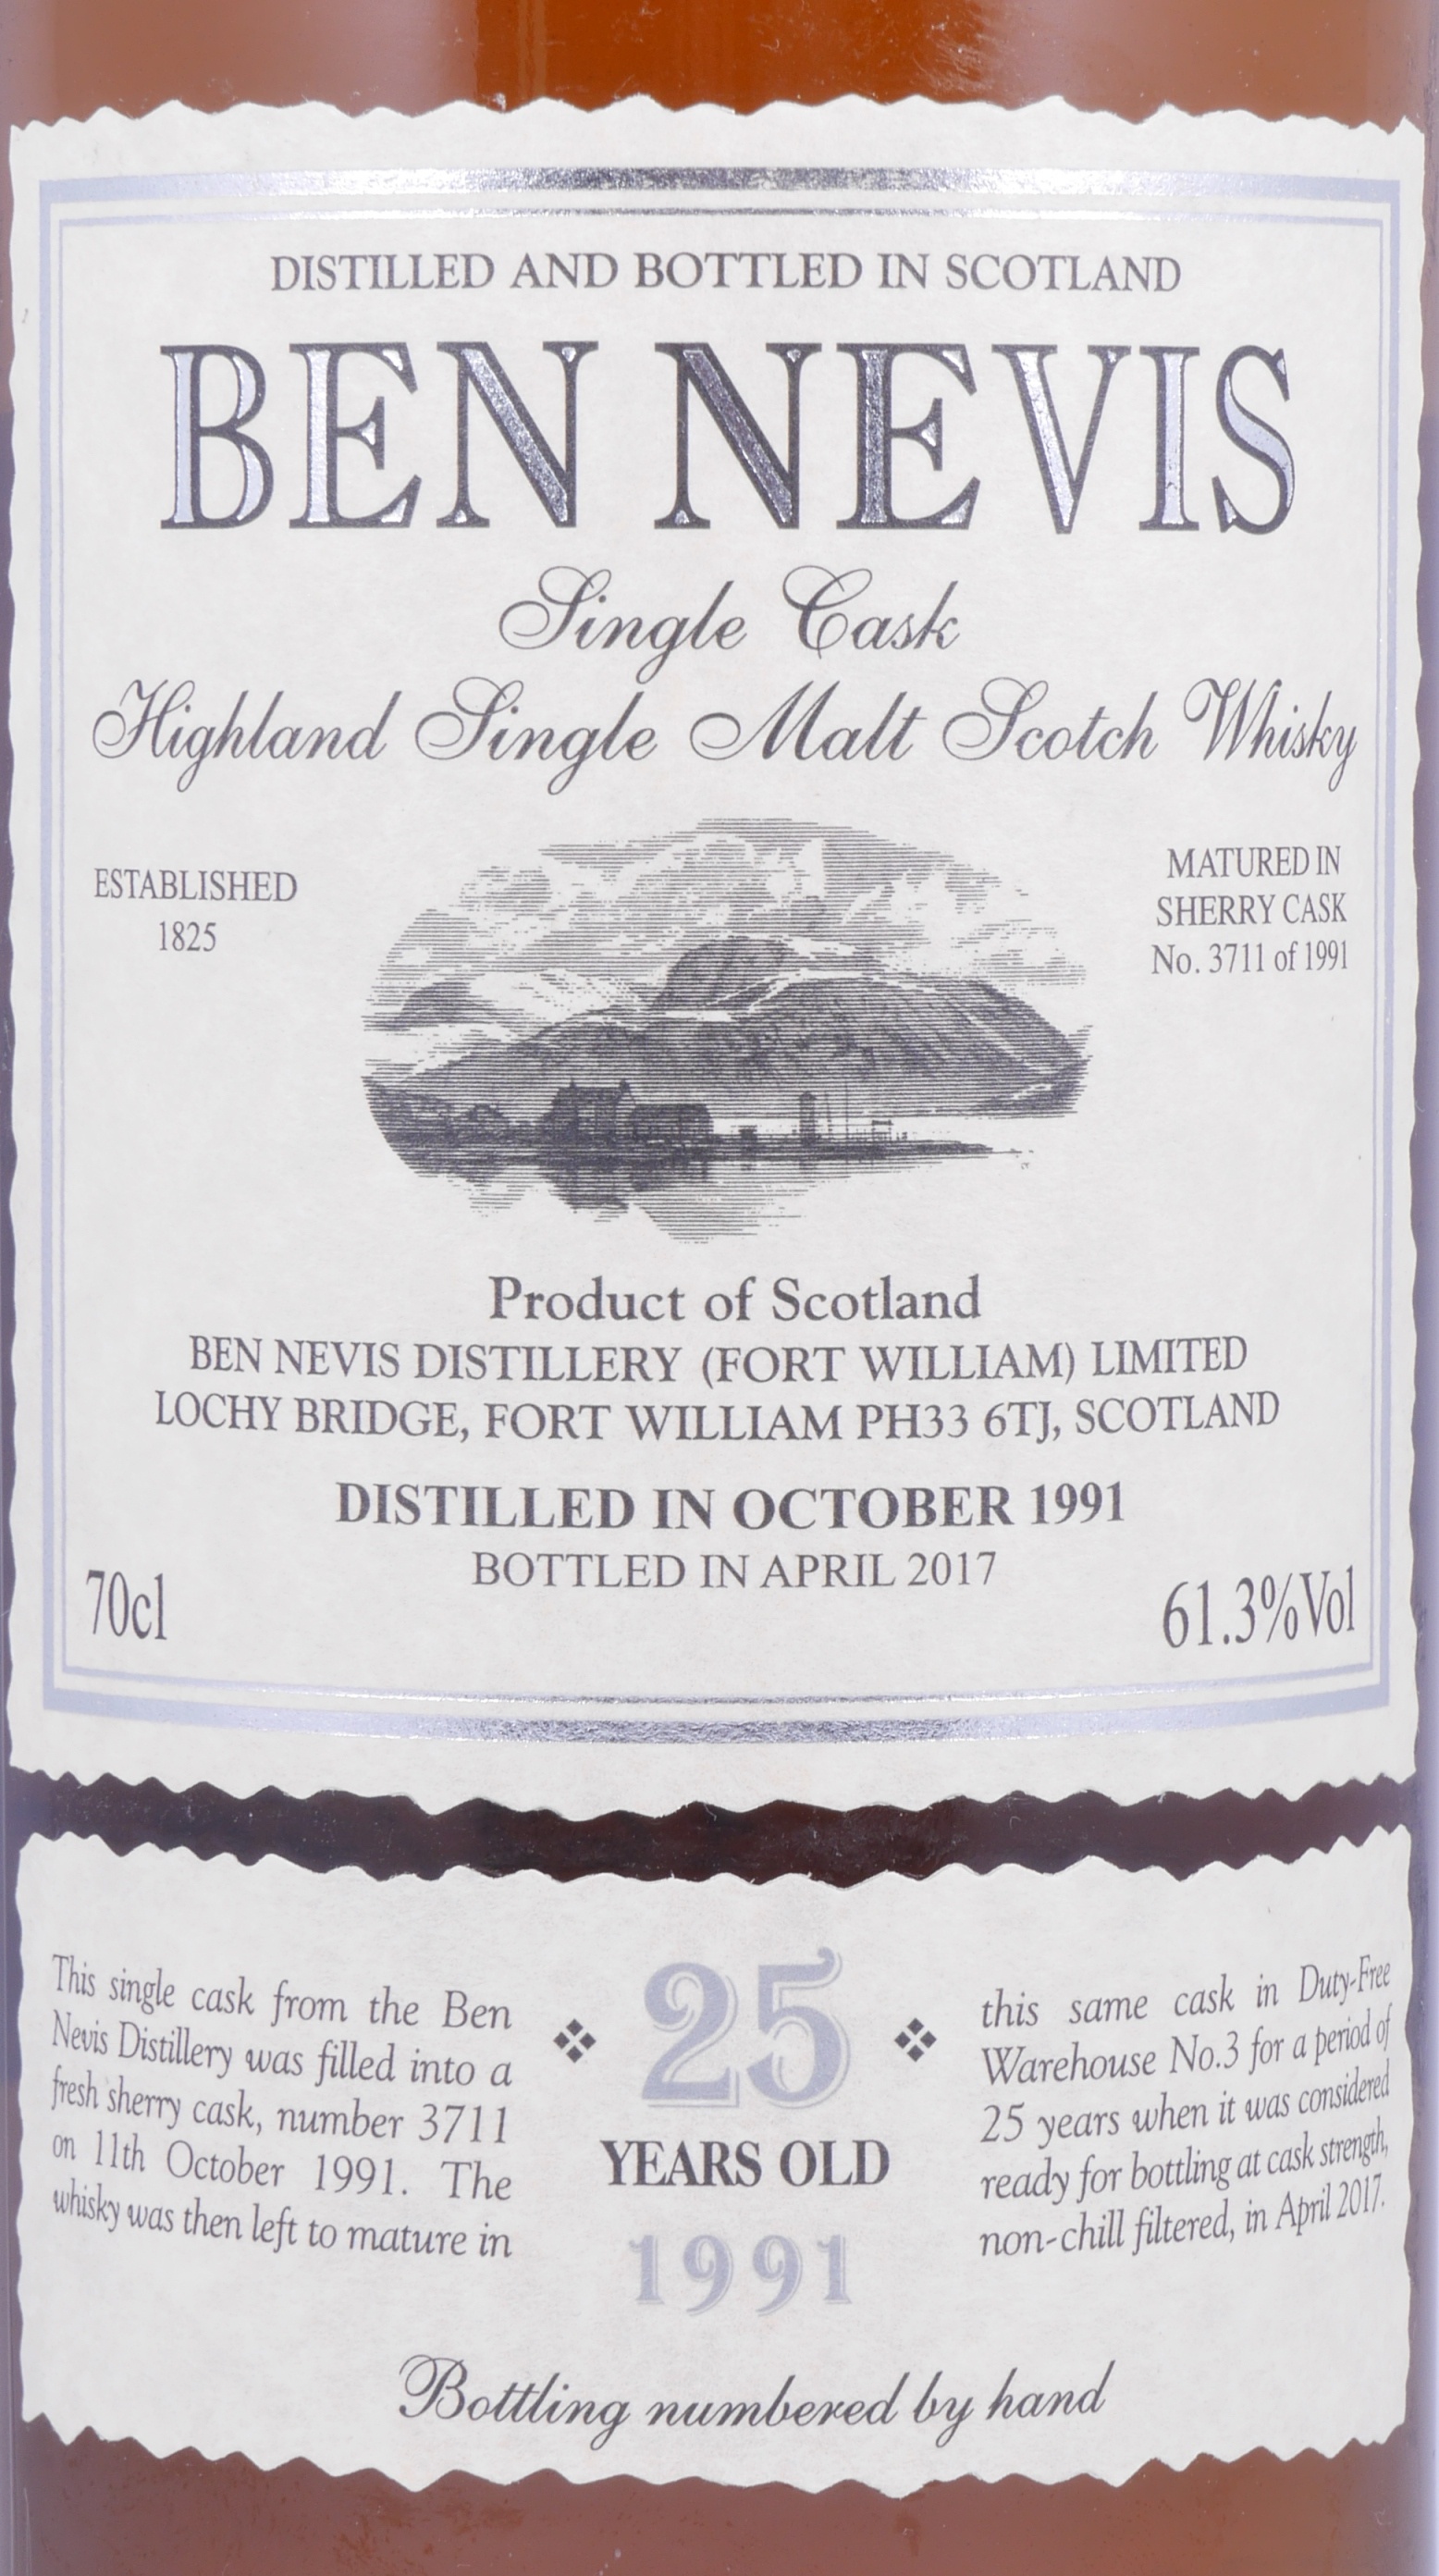 DISTILLED AND BOTTLED IN SCOTLAND
BEN NEVIS
Single Cask
Highland Single Malt Scotch Whisky
ESTABLISHED
1825
MATURED IN
SHERRY CASK
No. 3711 of 1991
Product of Scotland
BEN NEVIS DISTILLERY (FORT WILLIAM) LIMITED
LOCHY BRIDGE, FORT WILLIAM PH33 6TJ, SCOTLAND
DISTILLED IN OCTOBER 1991
BOTTLED IN APRIL 2017
70cl
61.3%Vol
This single cask from the Ben
Nevis Distillery was filled into a
fresh sherry cask, number 3711
on 11th October 1991. The
whisky was then left to mature in
25
YEARS OLD
1991
this same cask in Duty-Free
Warehouse No.3 for a period of
25 years when it was considered
ready for bottling at cask strength,
non-chill filtered, in April 2017.
Bottling numbered by hand